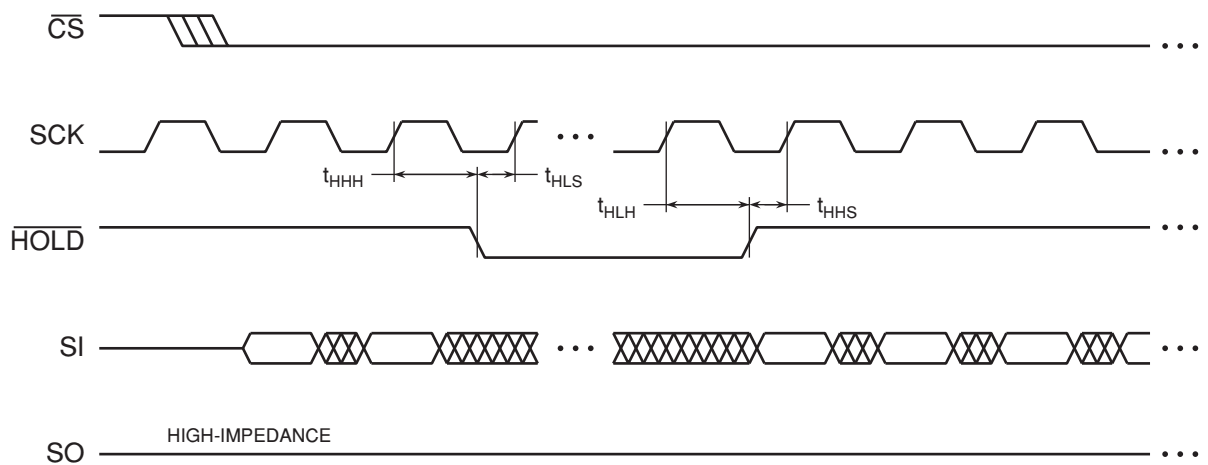 CS
SCK
tHHH
tHLS
tHLH
tHHS
HOLD
SI
HIGH-IMPEDANCE
SO